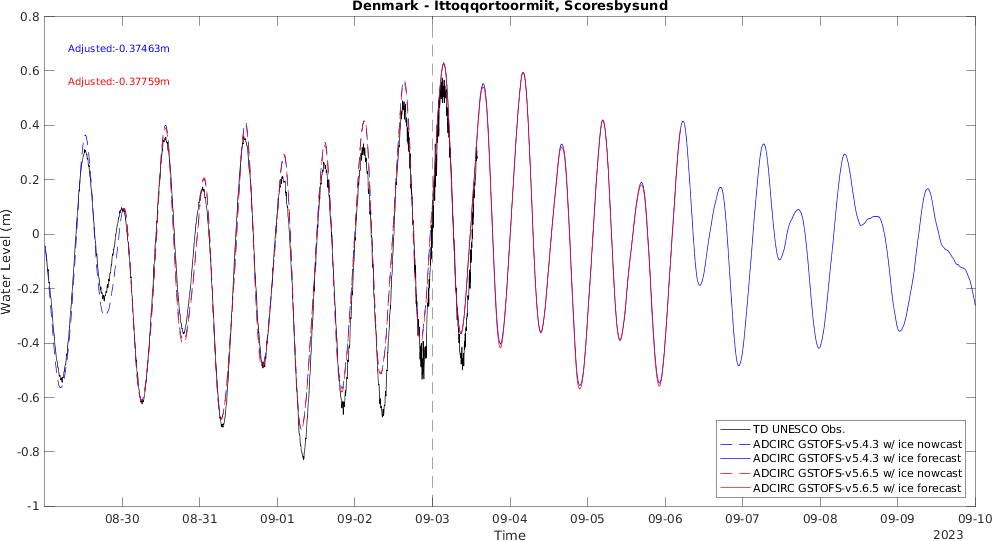 Denmark - Ittoqqortoormiit, Scoresbysund
Adjusted:-0.37463m
Adjusted:-0.37759m
Water Level (m)
0.8
0.6
0.4
0.2
0
-0.2
-0.4
-0.6
-0.8
-1
TD UNESCO Obs.
ADCIRC GSTOFS-v5.4.3 w/ ice nowcast
ADCIRC GSTOFS-v5.4.3 w/ ice forecast
ADCIRC GSTOFS-v5.6.5 w/ ice nowcast
ADCIRC GSTOFS-v5.6.5 w/ ice forecast
08-30 08-31 09-01 09-02 09-03 09-04 09-05 09-06 09-07 09-08 09-09 09-10
Time
2023